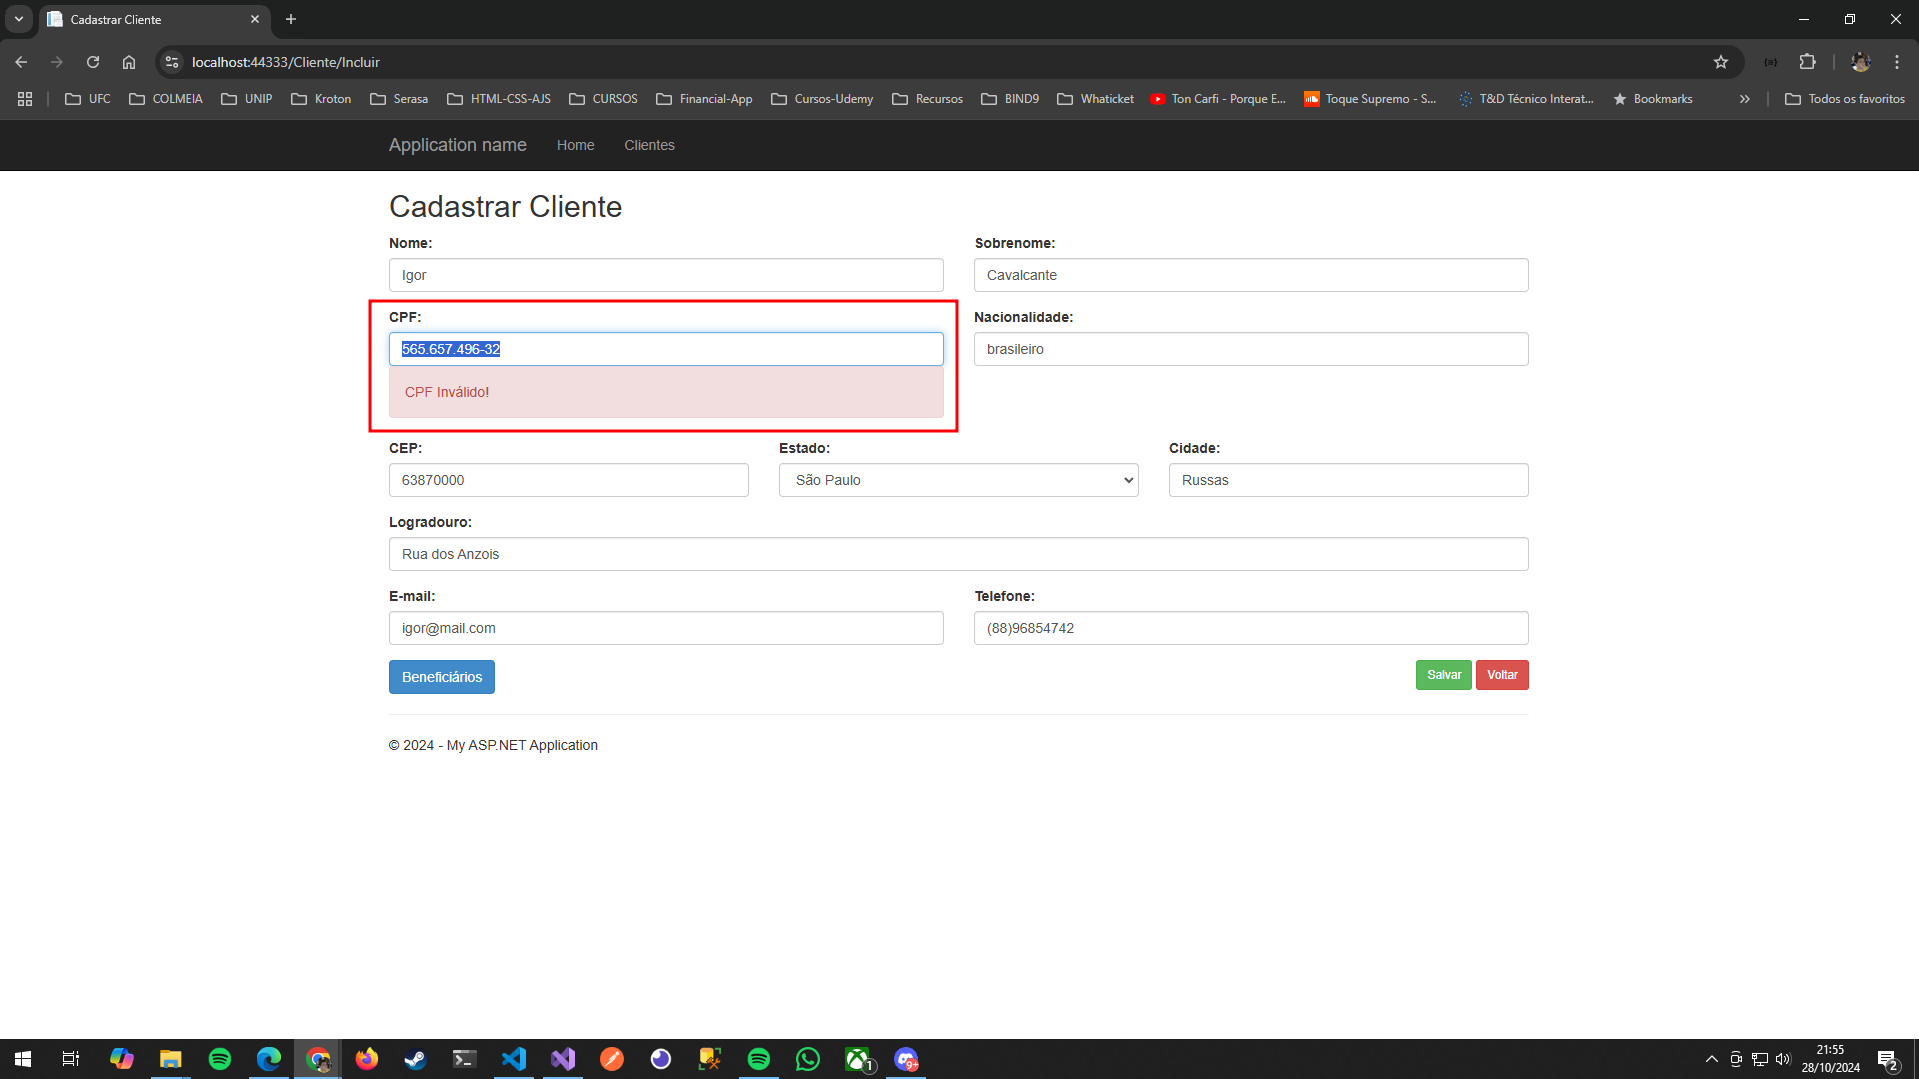 Cadastrar Cliente
localhost:44333/Cliente/Incluir
UFC COLMEIA UNIP Kroton Serasa HTML-CSS-AJS CURSOS Financial-App Cursos-Udemy Recursos BIND9 Whaticket Ton Carfi - Porque E... Toque Supremo - S... T&D Técnico Interat... Bookmarks Todos os favoritos
Application name Home Clientes
Cadastrar Cliente
Nome: Sobrenome:
Igor Cavalcante
CPF: Nacionalidade:
565.657.496-32 brasileiro
CPF Inválido!
CEP: Estado: Cidade:
63870000 São Paulo Russas
Logradouro:
Rua dos Anzois
E-mail: Telefone:
igor@mail.com (88)96854742
Beneficiários Salvar Voltar
© 2024 - My ASP.NET Application
1 9+ 21:55
28/10/2024 2